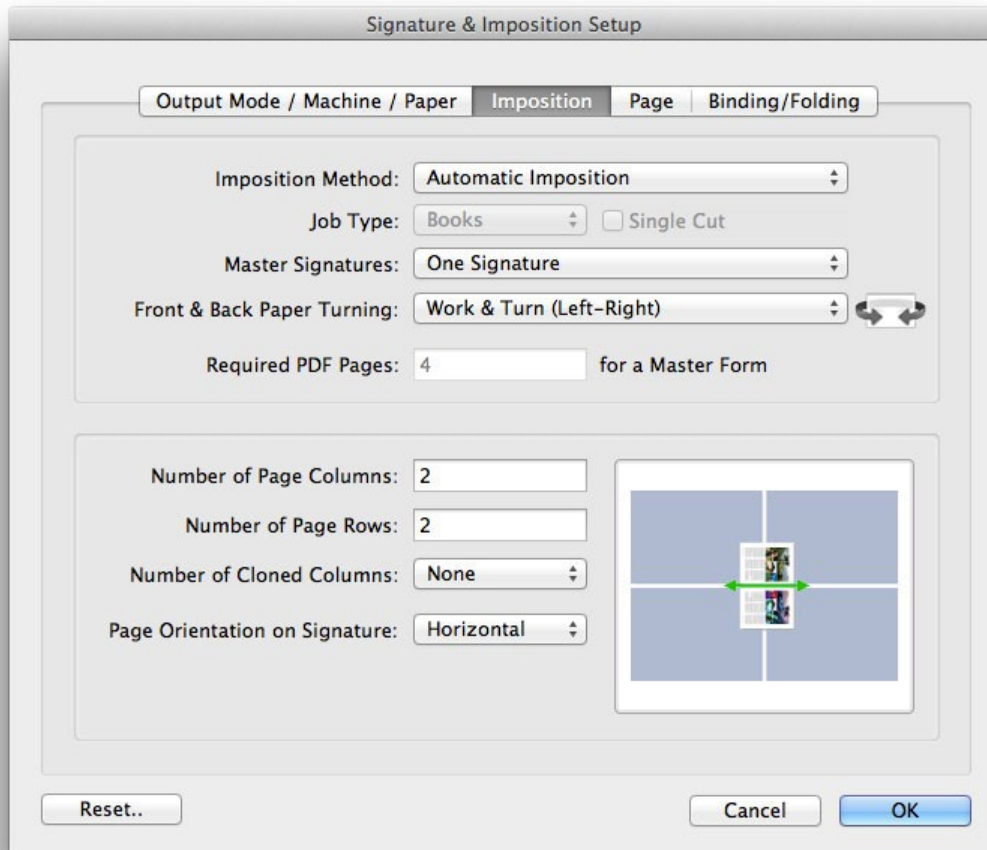 Signature & Imposition Setup
Output Mode / Machine / Paper Imposition Page Binding/Folding
Imposition Method: Automatic Imposition
Job Type: Books Single Cut
Master Signatures: One Signature
Front & Back Paper Turning: Work & Turn (Left-Right)
Required PDF Pages: 4 for a Master Form
Number of Page Columns: 2
Number of Page Rows: 2
Number of Cloned Columns: None
Page Orientation on Signature: Horizontal
Reset.. Cancel OK